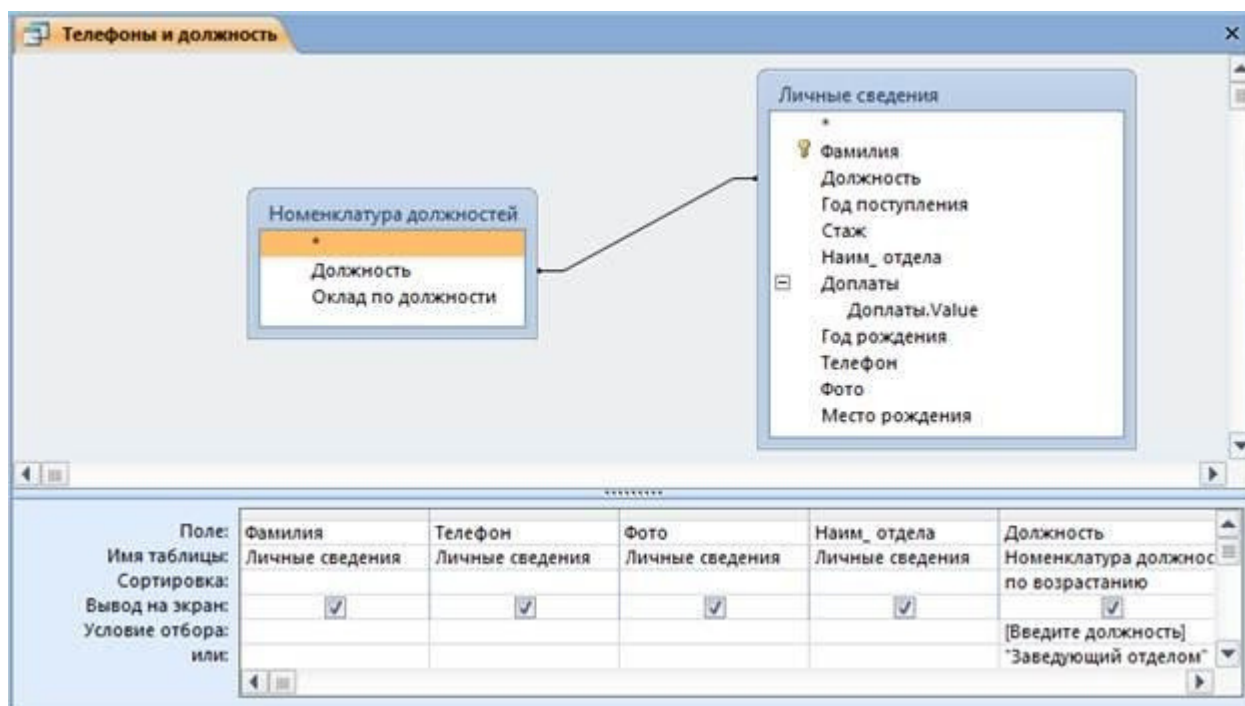 Телефоны и должность
Личные сведения
*
Фамилия
Должность
Год поступления
Стаж
Наим_ отдела
Доплаты
Доплаты.Value
Год рождения
Телефон
Фото
Место рождения
Номенклатура должностей
*
Должность
Оклад по должности
Поле: Фамилия Телефон Фото Наим_ отдела Должность
Имя таблицы: Личные сведения Личные сведения Личные сведения Личные сведения Номенклатура должнос
Сортировка: по возрастанию
Вывод на экран:
Условие отбора: [Введите должность]
или: "Заведующий отделом"